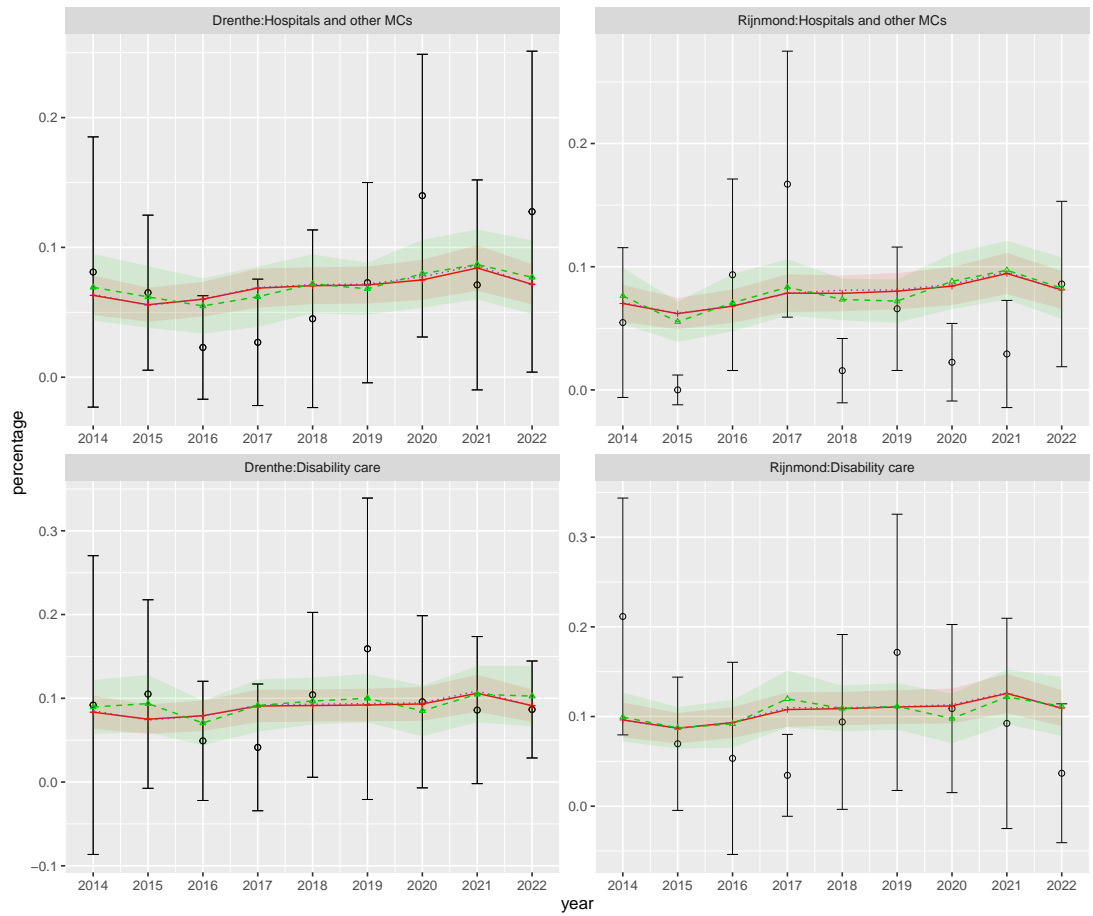 Drenthe:Hospitals and other MCs
Rijnmond:Hospitals and other MCs
0.2
0.1
0.0
0.2
0.1
0.0
2014 2015 2016 2017 2018 2019 2020 2021 2022
2014 2015 2016 2017 2018 2019 2020 2021 2022
percentage
Drenthe:Disability care
Rijnmond:Disability care
0.3
0.2
0.1
0.0
−0.1
0.3
0.2
0.1
0.0
2014 2015 2016 2017 2018 2019 2020 2021 2022
2014 2015 2016 2017 2018 2019 2020 2021 2022
year